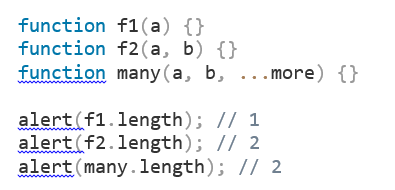 function f1(a) {}
function f2(a, b) {}
function many(a, b, ...more) {}
alert(f1.length); // 1
alert(f2.length); // 2
alert(many.length); // 2